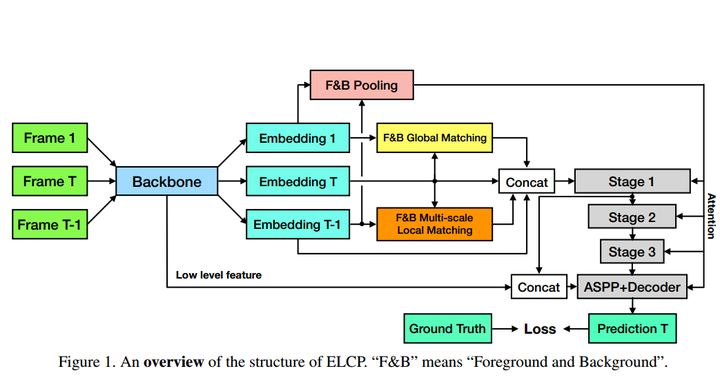 F&B Pooling
Frame 1
Embedding 1
F&B Global Matching
Frame T
Backbone
Embedding T
Concat
Stage 1
Frame T-1
Embedding T-1
F&B Multi-scale
Local Matching
Stage 2
Attention
Stage 3
Low level feature
Concat
ASPP+Decoder
Ground Truth
Loss
Prediction T
Figure 1. An overview of the structure of ELCP. “F&B” means “Foreground and Background”.